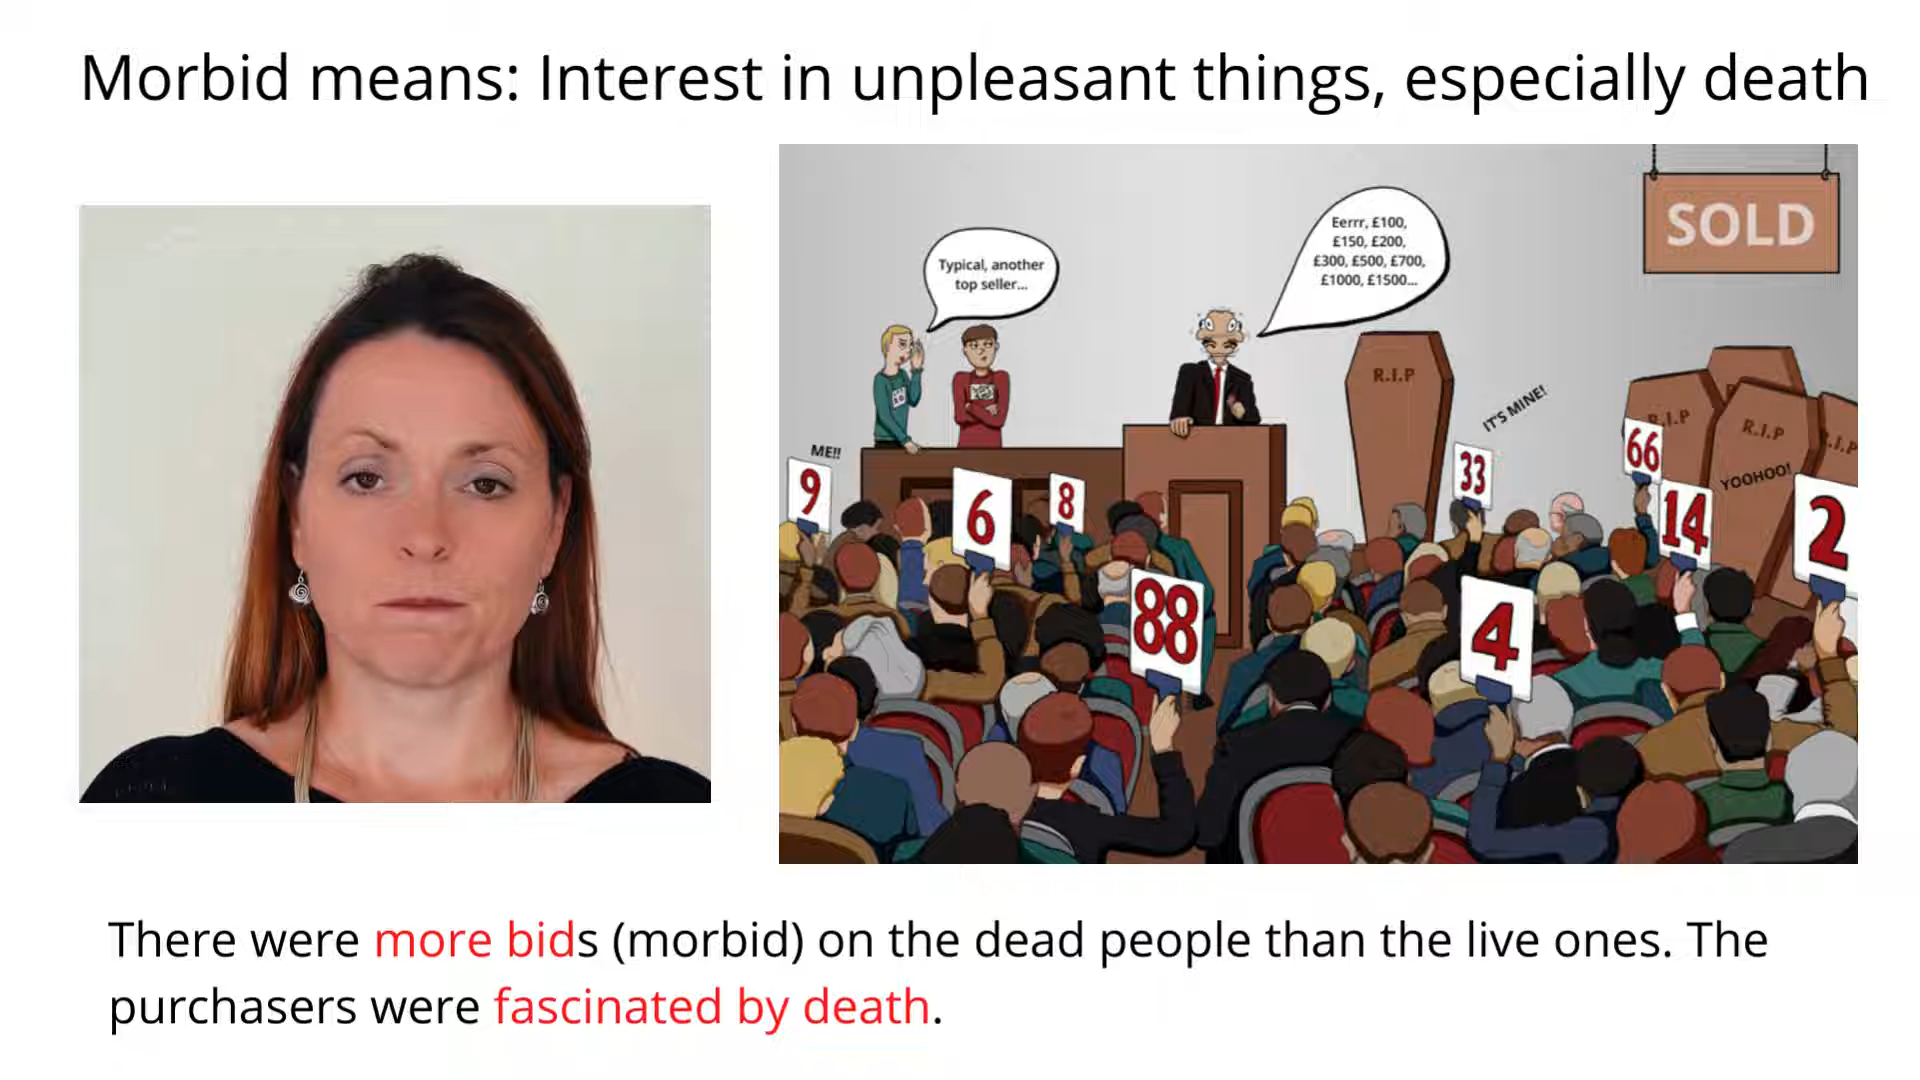 Morbid means: Interest in unpleasant things, especially death
SOLD
Eerrr, £100,
£150, £200,
£300, £500, £700,
£1000, £1500...
Typical, another
top seller...
R.I.P
IT'S MINE!
R.I.P
R.I.P
R.I.P
ME!!
YOOHOO!
9
6
8
33
66
14
2
88
4
There were more bids (morbid) on the dead people than the live ones. The
purchasers were fascinated by death.